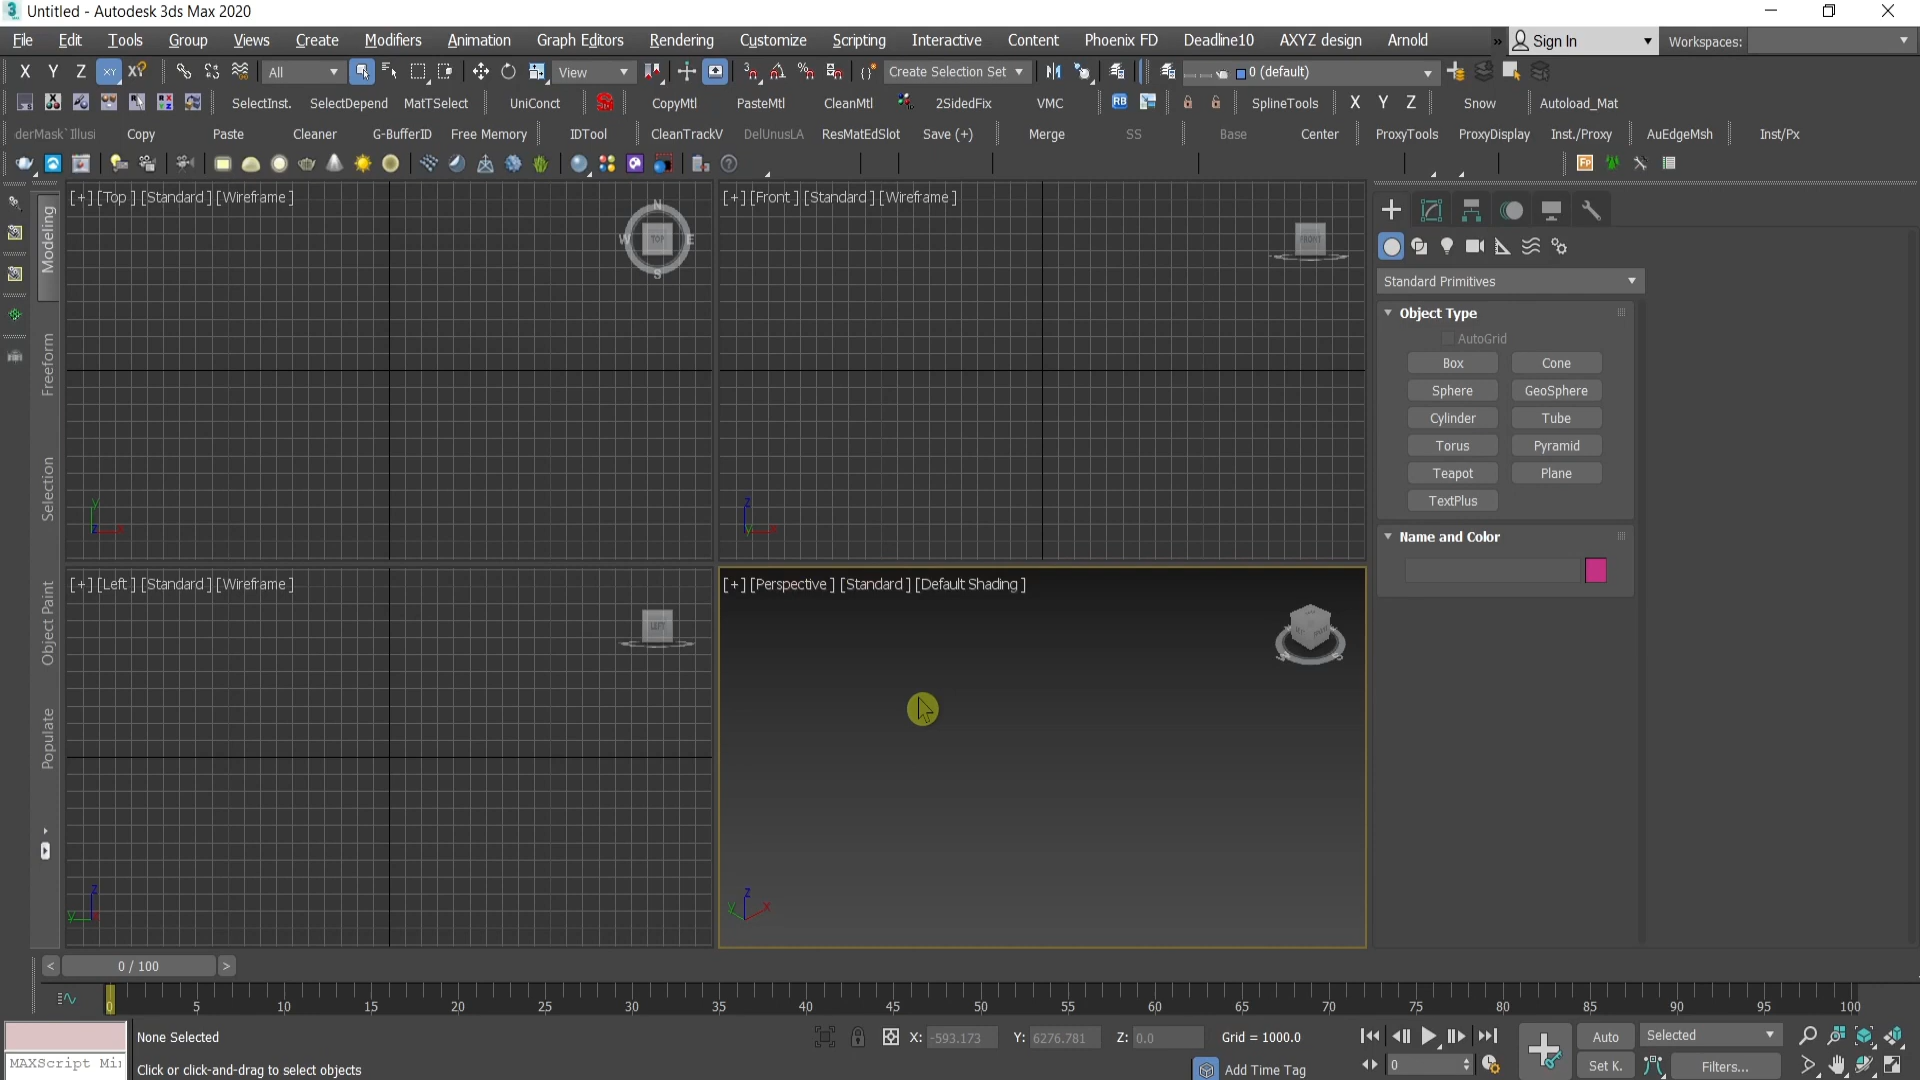 Untitled - Autodesk 3ds Max 2020
File Edit Tools Group Views Create Modifiers Animation Graph Editors Rendering Customize Scripting Interactive Content Phoenix FD Deadline10 AXYZ design Arnold » Sign In Workspaces:
X Y Z XY XY All View Create Selection Set 0 (default)
SelectInst. SelectDepend MatTSelect UniConct CopyMtl PasteMtl CleanMtl 2SidedFix VMC RB SplineTools X Y Z Snow Autoload_Mat
derMask`Illusi Copy Paste Cleaner G-BufferID Free Memory IDTool CleanTrackV DelUnusLA ResMatEdSlot Save (+) Merge SS Base Center ProxyTools ProxyDisplay Inst./Proxy AuEdgeMsh Inst/Px
Fp
[+] [Top ] [Standard ] [Wireframe ]
N
W TOP E
S
[+] [Front ] [Standard ] [Wireframe ]
FRONT
Modeling
Freeform
Selection
Object Paint
Populate
y
z x
z
y x
[+] [Left ] [Standard ] [Wireframe ]
LEFT
z
y
[+] [Perspective ] [Standard ] [Default Shading ]
W S
z
y x
Standard Primitives
Object Type
AutoGrid
Box Cone
Sphere GeoSphere
Cylinder Tube
Torus Pyramid
Teapot Plane
TextPlus
Name and Color
< 0 / 100 >
0 5 10 15 20 25 30 35 40 45 50 55 60 65 70 75 80 85 90 95 100
None Selected X: -593.173 Y: 6276.781 Z: 0.0 Grid = 1000.0 Auto Selected
MAXScript Mi
Click or click-and-drag to select objects Add Time Tag 0 Set K. Filters...